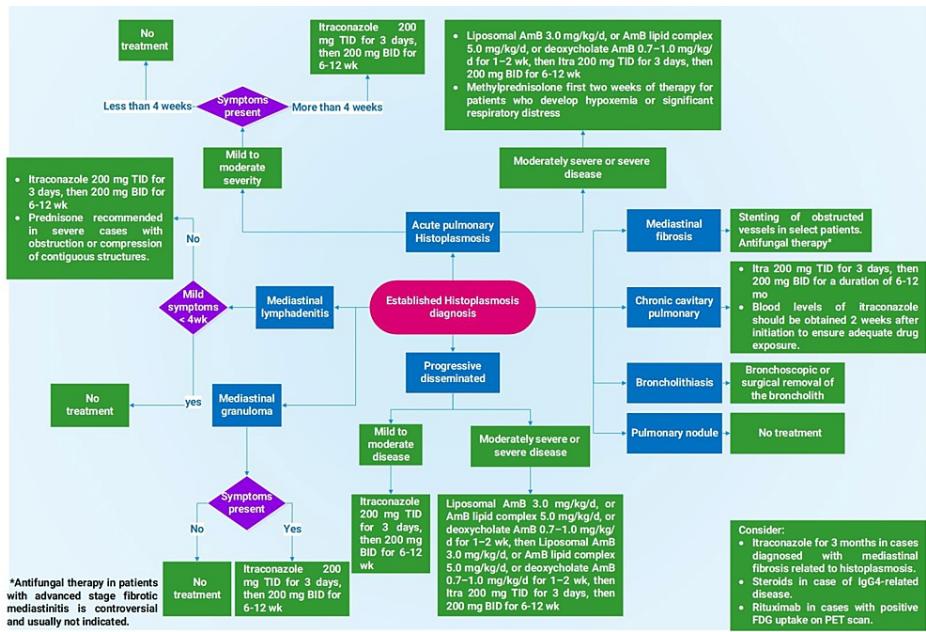 No
treatment
Itraconazole 200
mg TID for 3 days,
then 200 mg BID for
6-12 wk
Less than 4 weeks
Symptoms
present
More than 4 weeks
Mild to
moderate
severity
• Liposomal AmB 3.0 mg/kg/d, or AmB lipid complex
5.0 mg/kg/d, or deoxycholate AmB 0.7–1.0 mg/kg/
d for 1–2 wk, then Itra 200 mg TID for 3 days, then
200 mg BID for 6-12 wk
• Methylprednisolone first two weeks of therapy for
patients who develop hypoxemia or significant
respiratory distress
Moderately severe or severe
disease
Acute pulmonary
Histoplasmosis
• Itraconazole 200 mg TID for
3 days, then 200 mg BID for
6-12 wk
• Prednisone recommended
in severe cases with
obstruction or compression
of contiguous structures.
No
Mild
symptoms
< 4wk
yes
No
treatment
Mediastinal
lymphadenitis
Established Histoplasmosis
diagnosis
Mediastinal
fibrosis
Stenting of obstructed
vessels in select patients.
Antifungal therapy*
Chronic cavitary
pulmonary
• Itra 200 mg TID for 3 days, then
200 mg BID for a duration of 6-12
mo
• Blood levels of itraconazole
should be obtained 2 weeks after
initiation to ensure adequate drug
exposure.
Broncholithiasis
Bronchoscopic or
surgical removal of
the broncholith
Pulmonary nodule
No treatment
Progressive
disseminated
Mediastinal
granuloma
Symptoms
present
No
Yes
No
treatment
Itraconazole 200
mg TID for 3 days,
then 200 mg BID for
6-12 wk
Mild to
moderate
disease
Itraconazole
200 mg TID
for 3 days,
then 200 mg
BID for 6-12
wk
Moderately severe or
severe disease
Liposomal AmB 3.0 mg/kg/d, or
AmB lipid complex 5.0 mg/kg/d, or
deoxycholate AmB 0.7–1.0 mg/kg/
d for 1–2 wk, then Liposomal AmB
3.0 mg/kg/d, or AmB lipid complex
5.0 mg/kg/d, or deoxycholate AmB
0.7–1.0 mg/kg/d for 1–2 wk, then
Itra 200 mg TID for 3 days, then
200 mg BID for 6-12 wk
Consider:
• Itraconazole for 3 months in cases
diagnosed with mediastinal
fibrosis related to histoplasmosis.
• Steroids in case of IgG4-related
disease.
• Rituximab in cases with positive
FDG uptake on PET scan.
*Antifungal therapy in patients
with advanced stage fibrotic
mediastinitis is controversial
and usually not indicated.